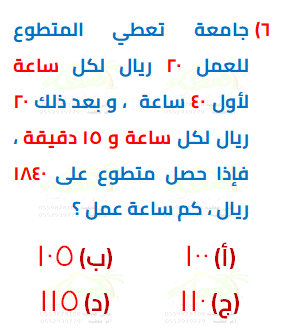 ٦) جامعة تعطي المتطوع
للعمل ٢٠ ريال لكل ساعة
لأول ٤٠ ساعة ، و بعد ذلك ٢٠
ريال لكل ساعة و ١٥ دقيقة ،
فإذا حصل متطوع على ١٨٤٠
ريال ، كم ساعة عمل ؟
(أ) ١٠٠ (ب) ١٠٥
(ج) ١١٠ (د) ١١٥